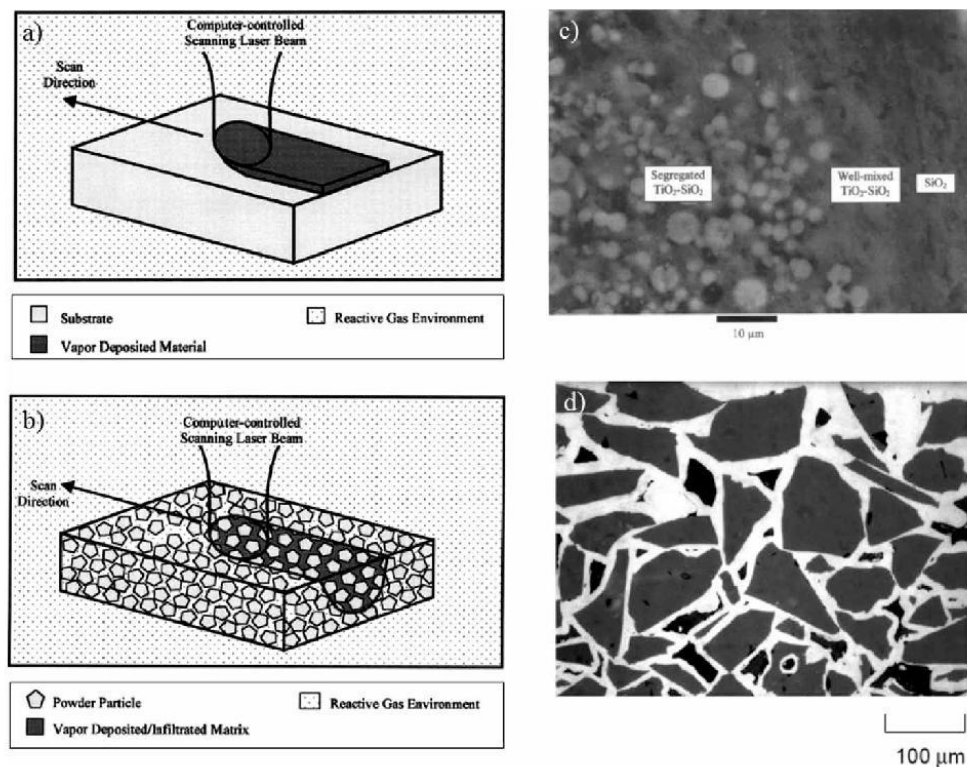 a)
Computer-controlled
Scanning Laser Beam
Scan
Direction
Substrate
Reactive Gas Environment
Vapor Deposited Material
b)
Computer-controlled
Scanning Laser Beam
Scan
Direction
Powder Particle
Reactive Gas Environment
Vapor Deposited/Infiltrated Matrix
c)
Segregated
TiO₂-SiO₂
Well-mixed
TiO₂-SiO₂
SiO₂
10 µm
d)
100 µm